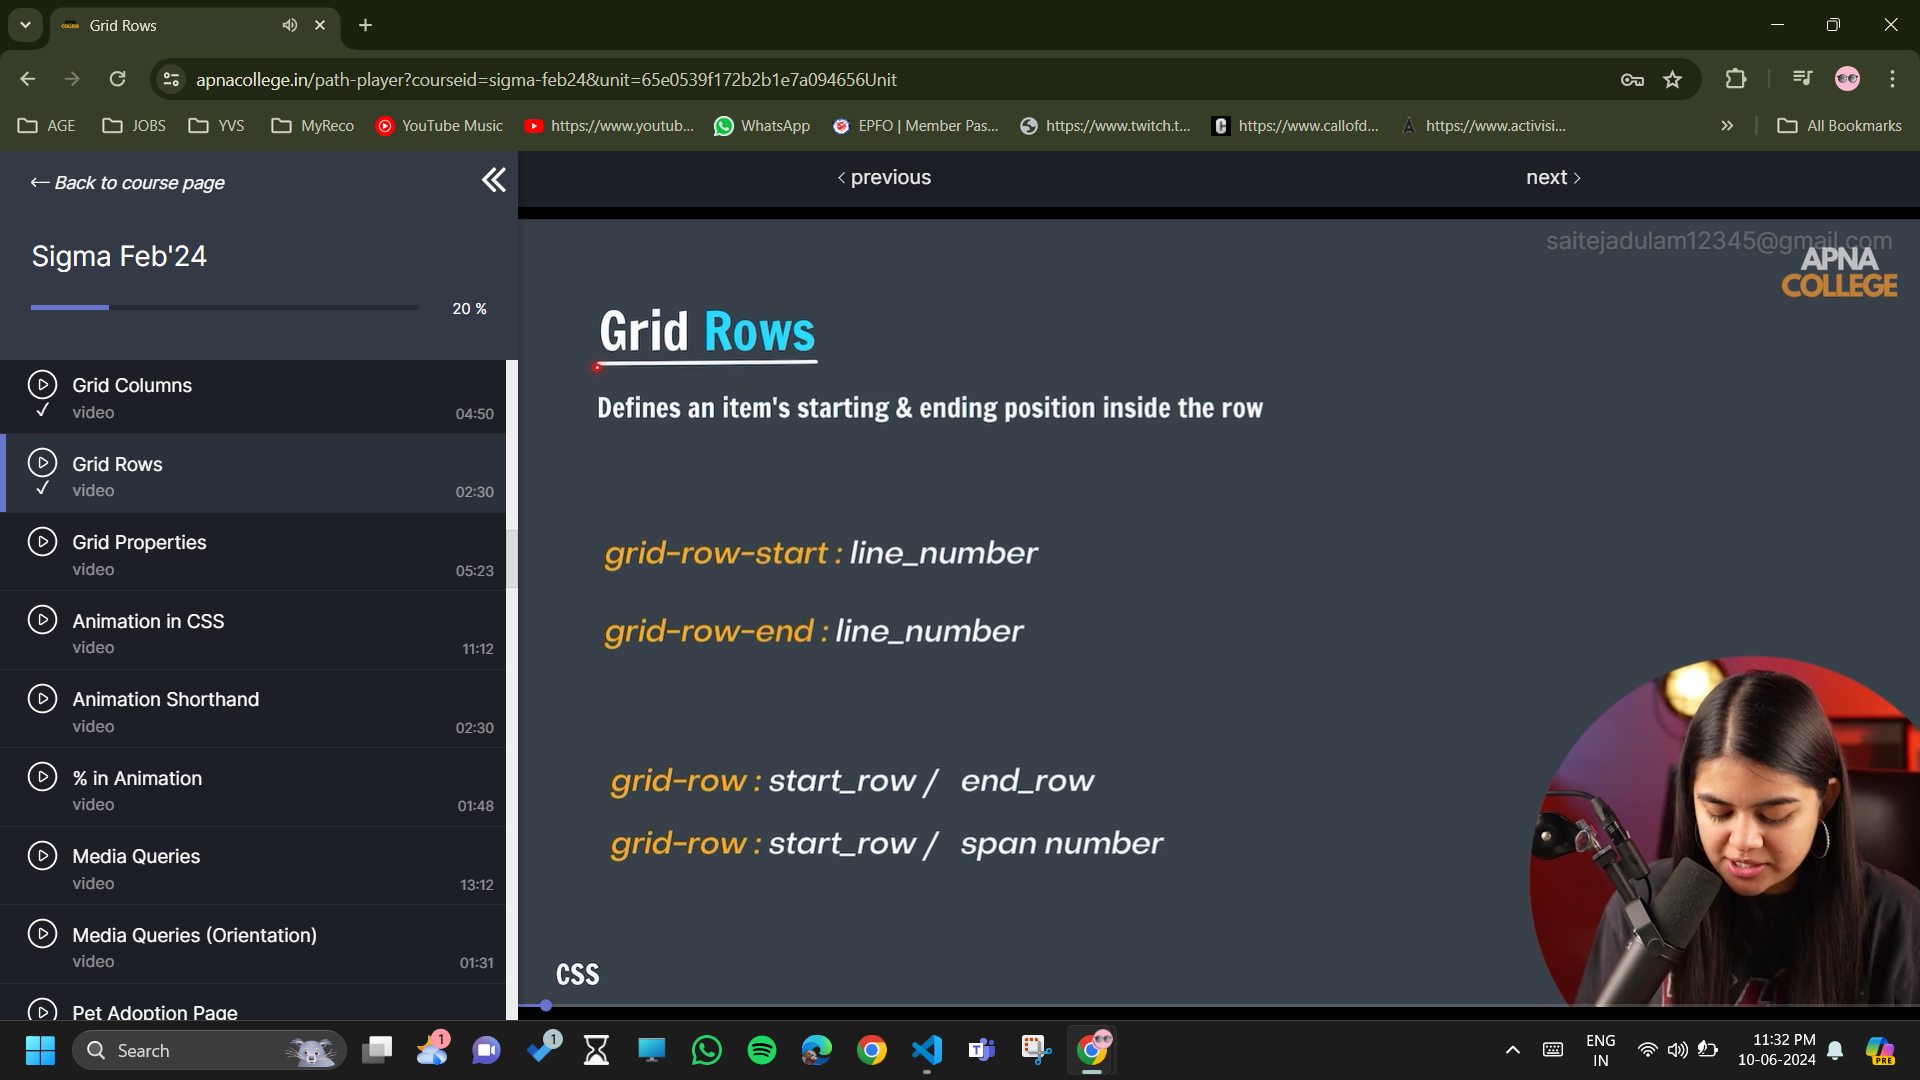 Grid Rows
apnacollege.in/path-player?courseid=sigma-feb24&unit=65e0539f172b2b1e7a094656Unit
AGE
JOBS
YVS
MyReco
YouTube Music
https://www.youtub...
WhatsApp
EPFO | Member Pas...
https://www.twitch.t...
https://www.callofd...
https://www.activisi...
All Bookmarks
← Back to course page
‹ previous
next ›
Sigma Feb'24
20 %
Grid Columns
video
04:50
Grid Rows
video
02:30
Grid Properties
video
05:23
Animation in CSS
video
11:12
Animation Shorthand
video
02:30
% in Animation
video
01:48
Media Queries
video
13:12
Media Queries (Orientation)
video
01:31
Pet Adoption Page
saitejadulam12345@gmail.com
APNA
COLLEGE
Grid Rows
Defines an item's starting & ending position inside the row
grid-row-start : line_number
grid-row-end : line_number
grid-row : start_row / end_row
grid-row : start_row / span number
CSS
Search
1
1
ENG
IN
11:32 PM
10-06-2024
PRE